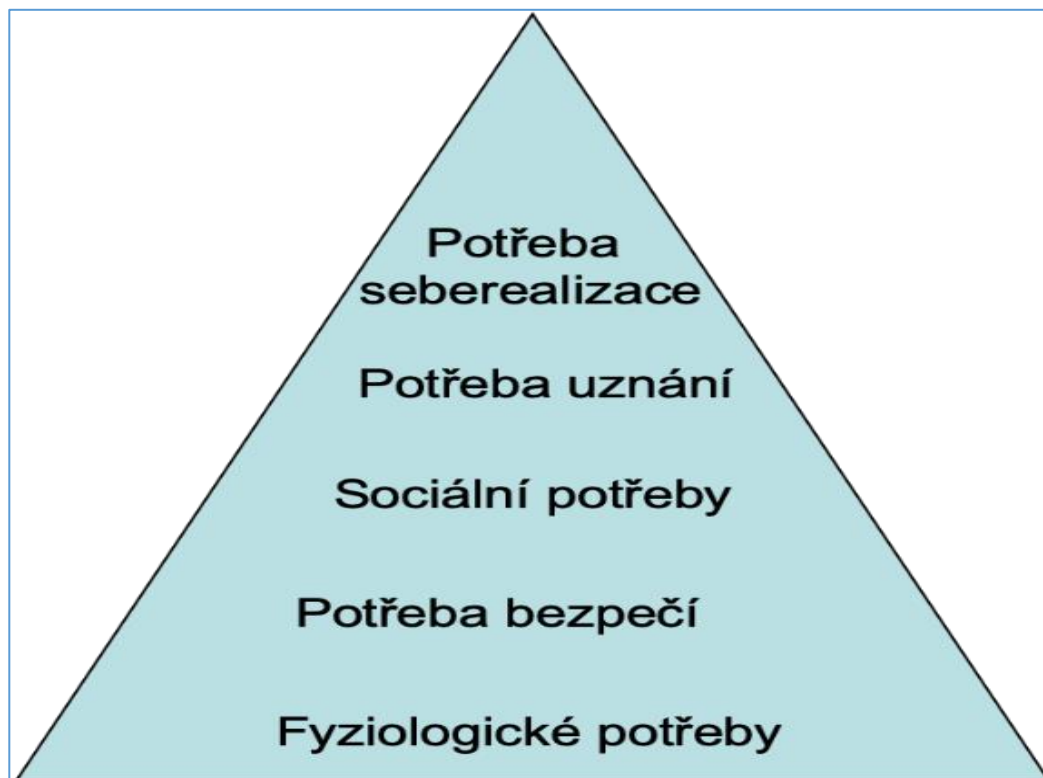 Potřeba
seberealizace
Potřeba uznání
Sociální potřeby
Potřeba bezpečí
Fyziologické potřeby